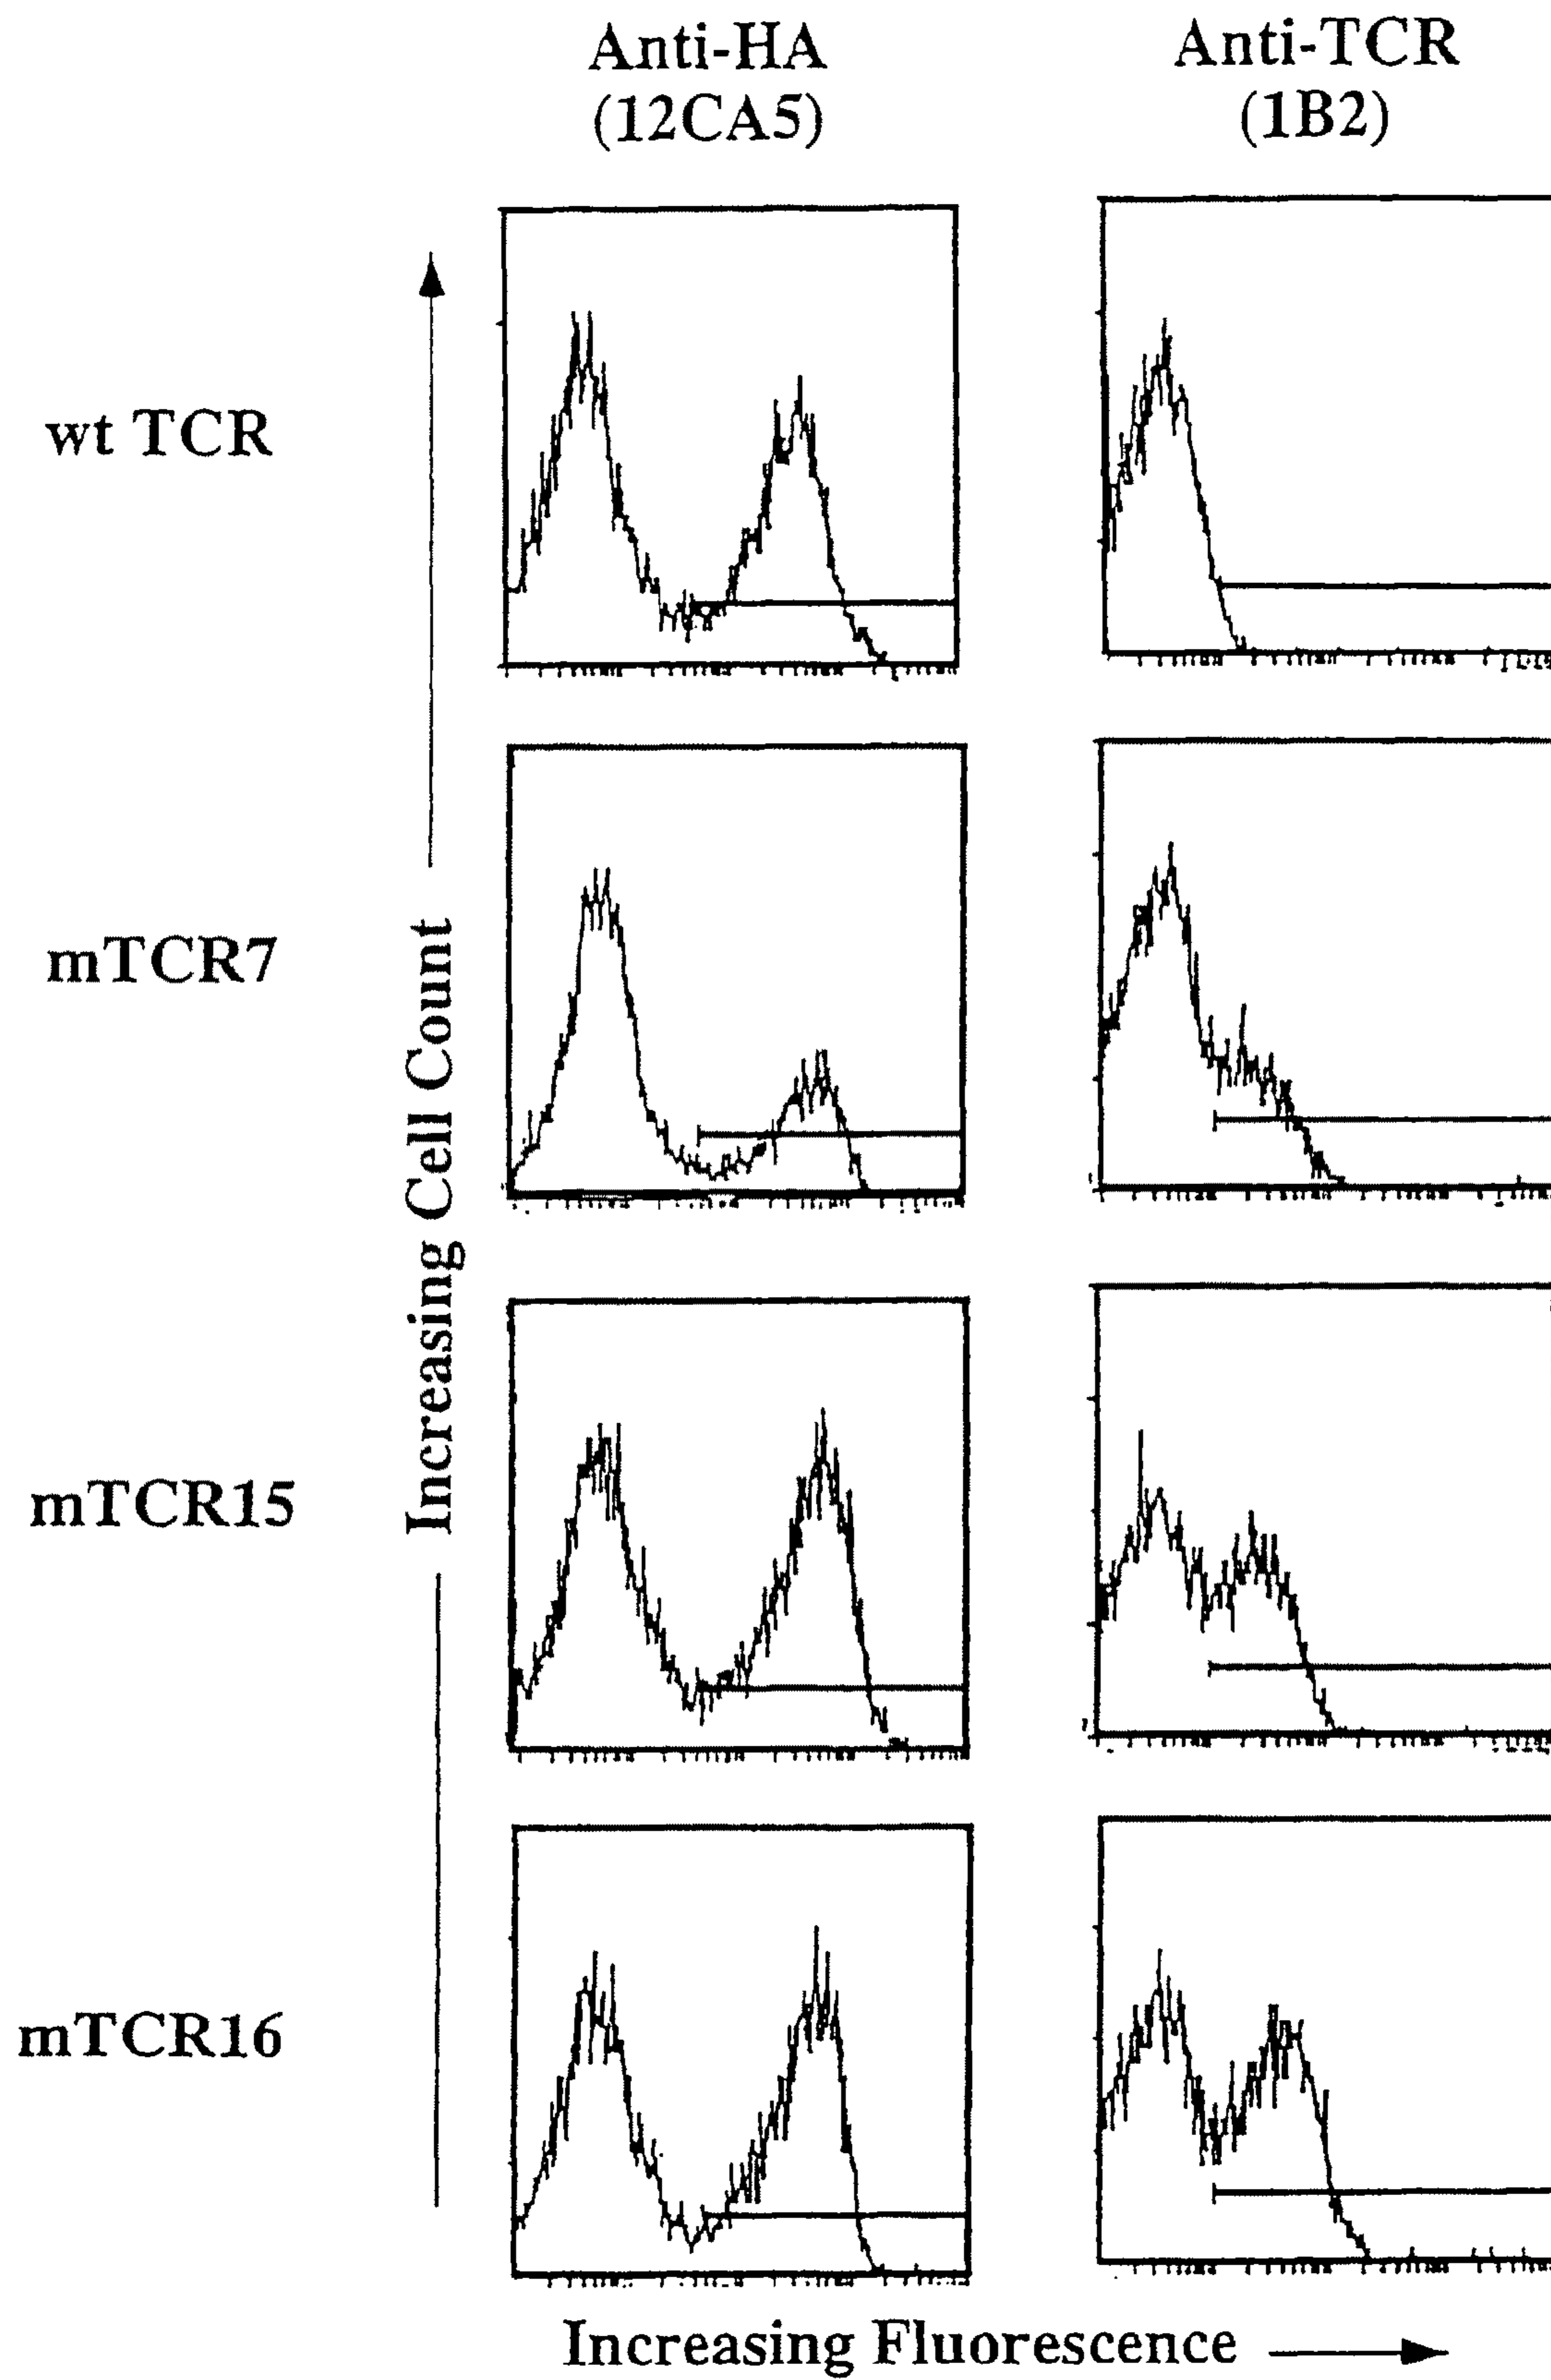 Anti-HA
(12CA5)
Anti-TCR
(1B2)
wt TCR
mTCR7
mTCR15
mTCR16
Increasing Cell Count
Increasing Fluorescence